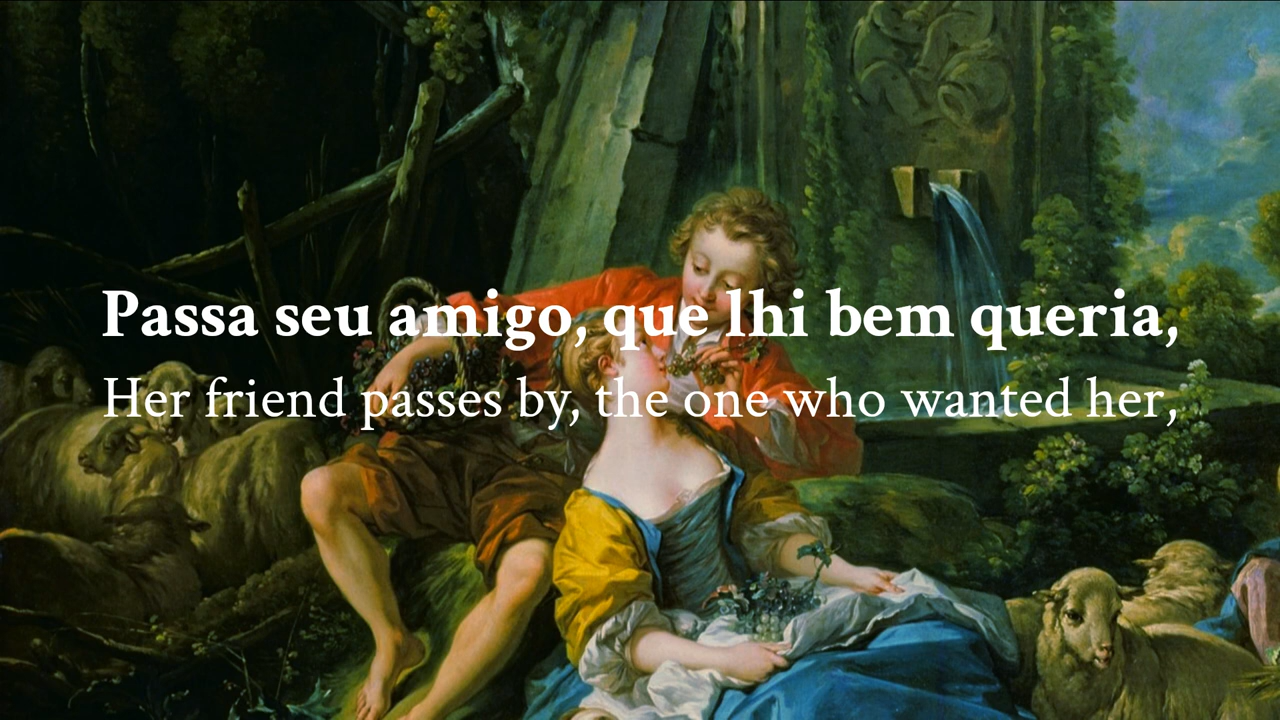 Passa seu amigo, que lhi bem queria,
Her friend passes by, the one who wanted her,